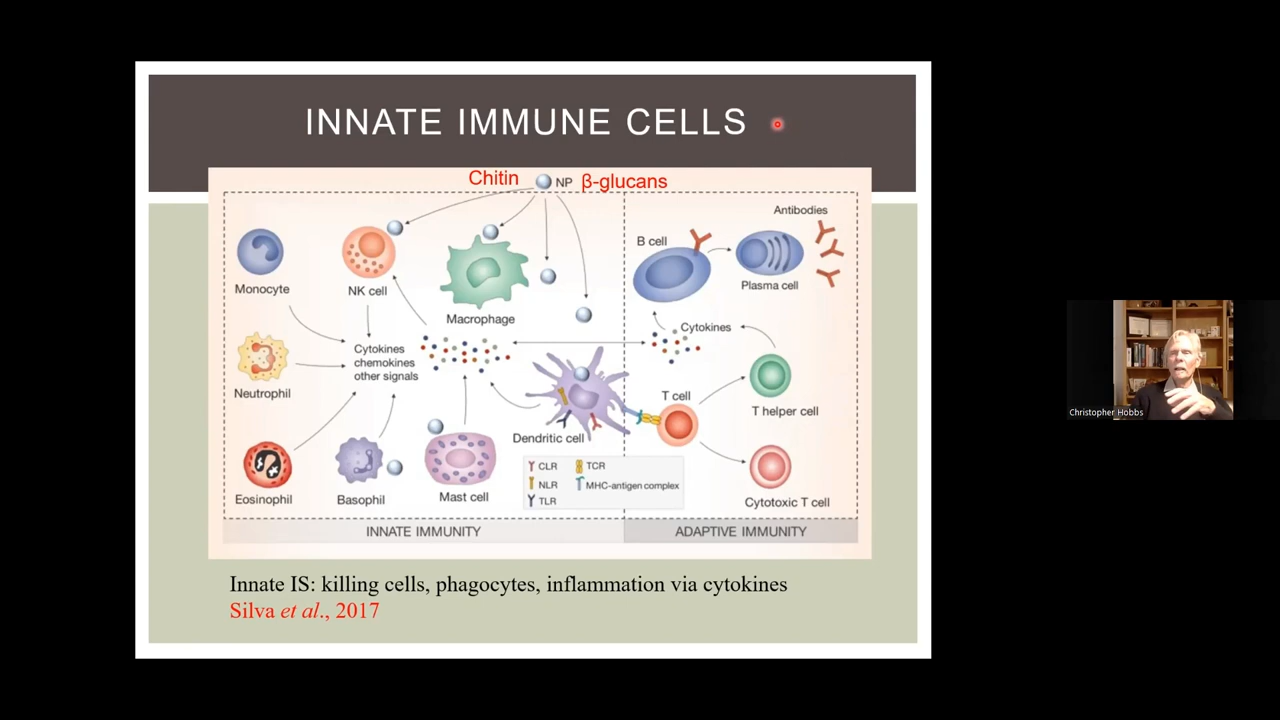 INNATE IMMUNE CELLS
Chitin
NP
β-glucans
Antibodies
B cell
Monocyte
NK cell
Macrophage
Plasma cell
Cytokines
Cytokines
chemokines
other signals
Neutrophil
T cell
T helper cell
Dendritic cell
CLR
TCR
NLR
MHC-antigen complex
TLR
Eosinophil
Basophil
Mast cell
Cytotoxic T cell
INNATE IMMUNITY
ADAPTIVE IMMUNITY
Innate IS: killing cells, phagocytes, inflammation via cytokines
Silva et al., 2017
Christopher Hobbs